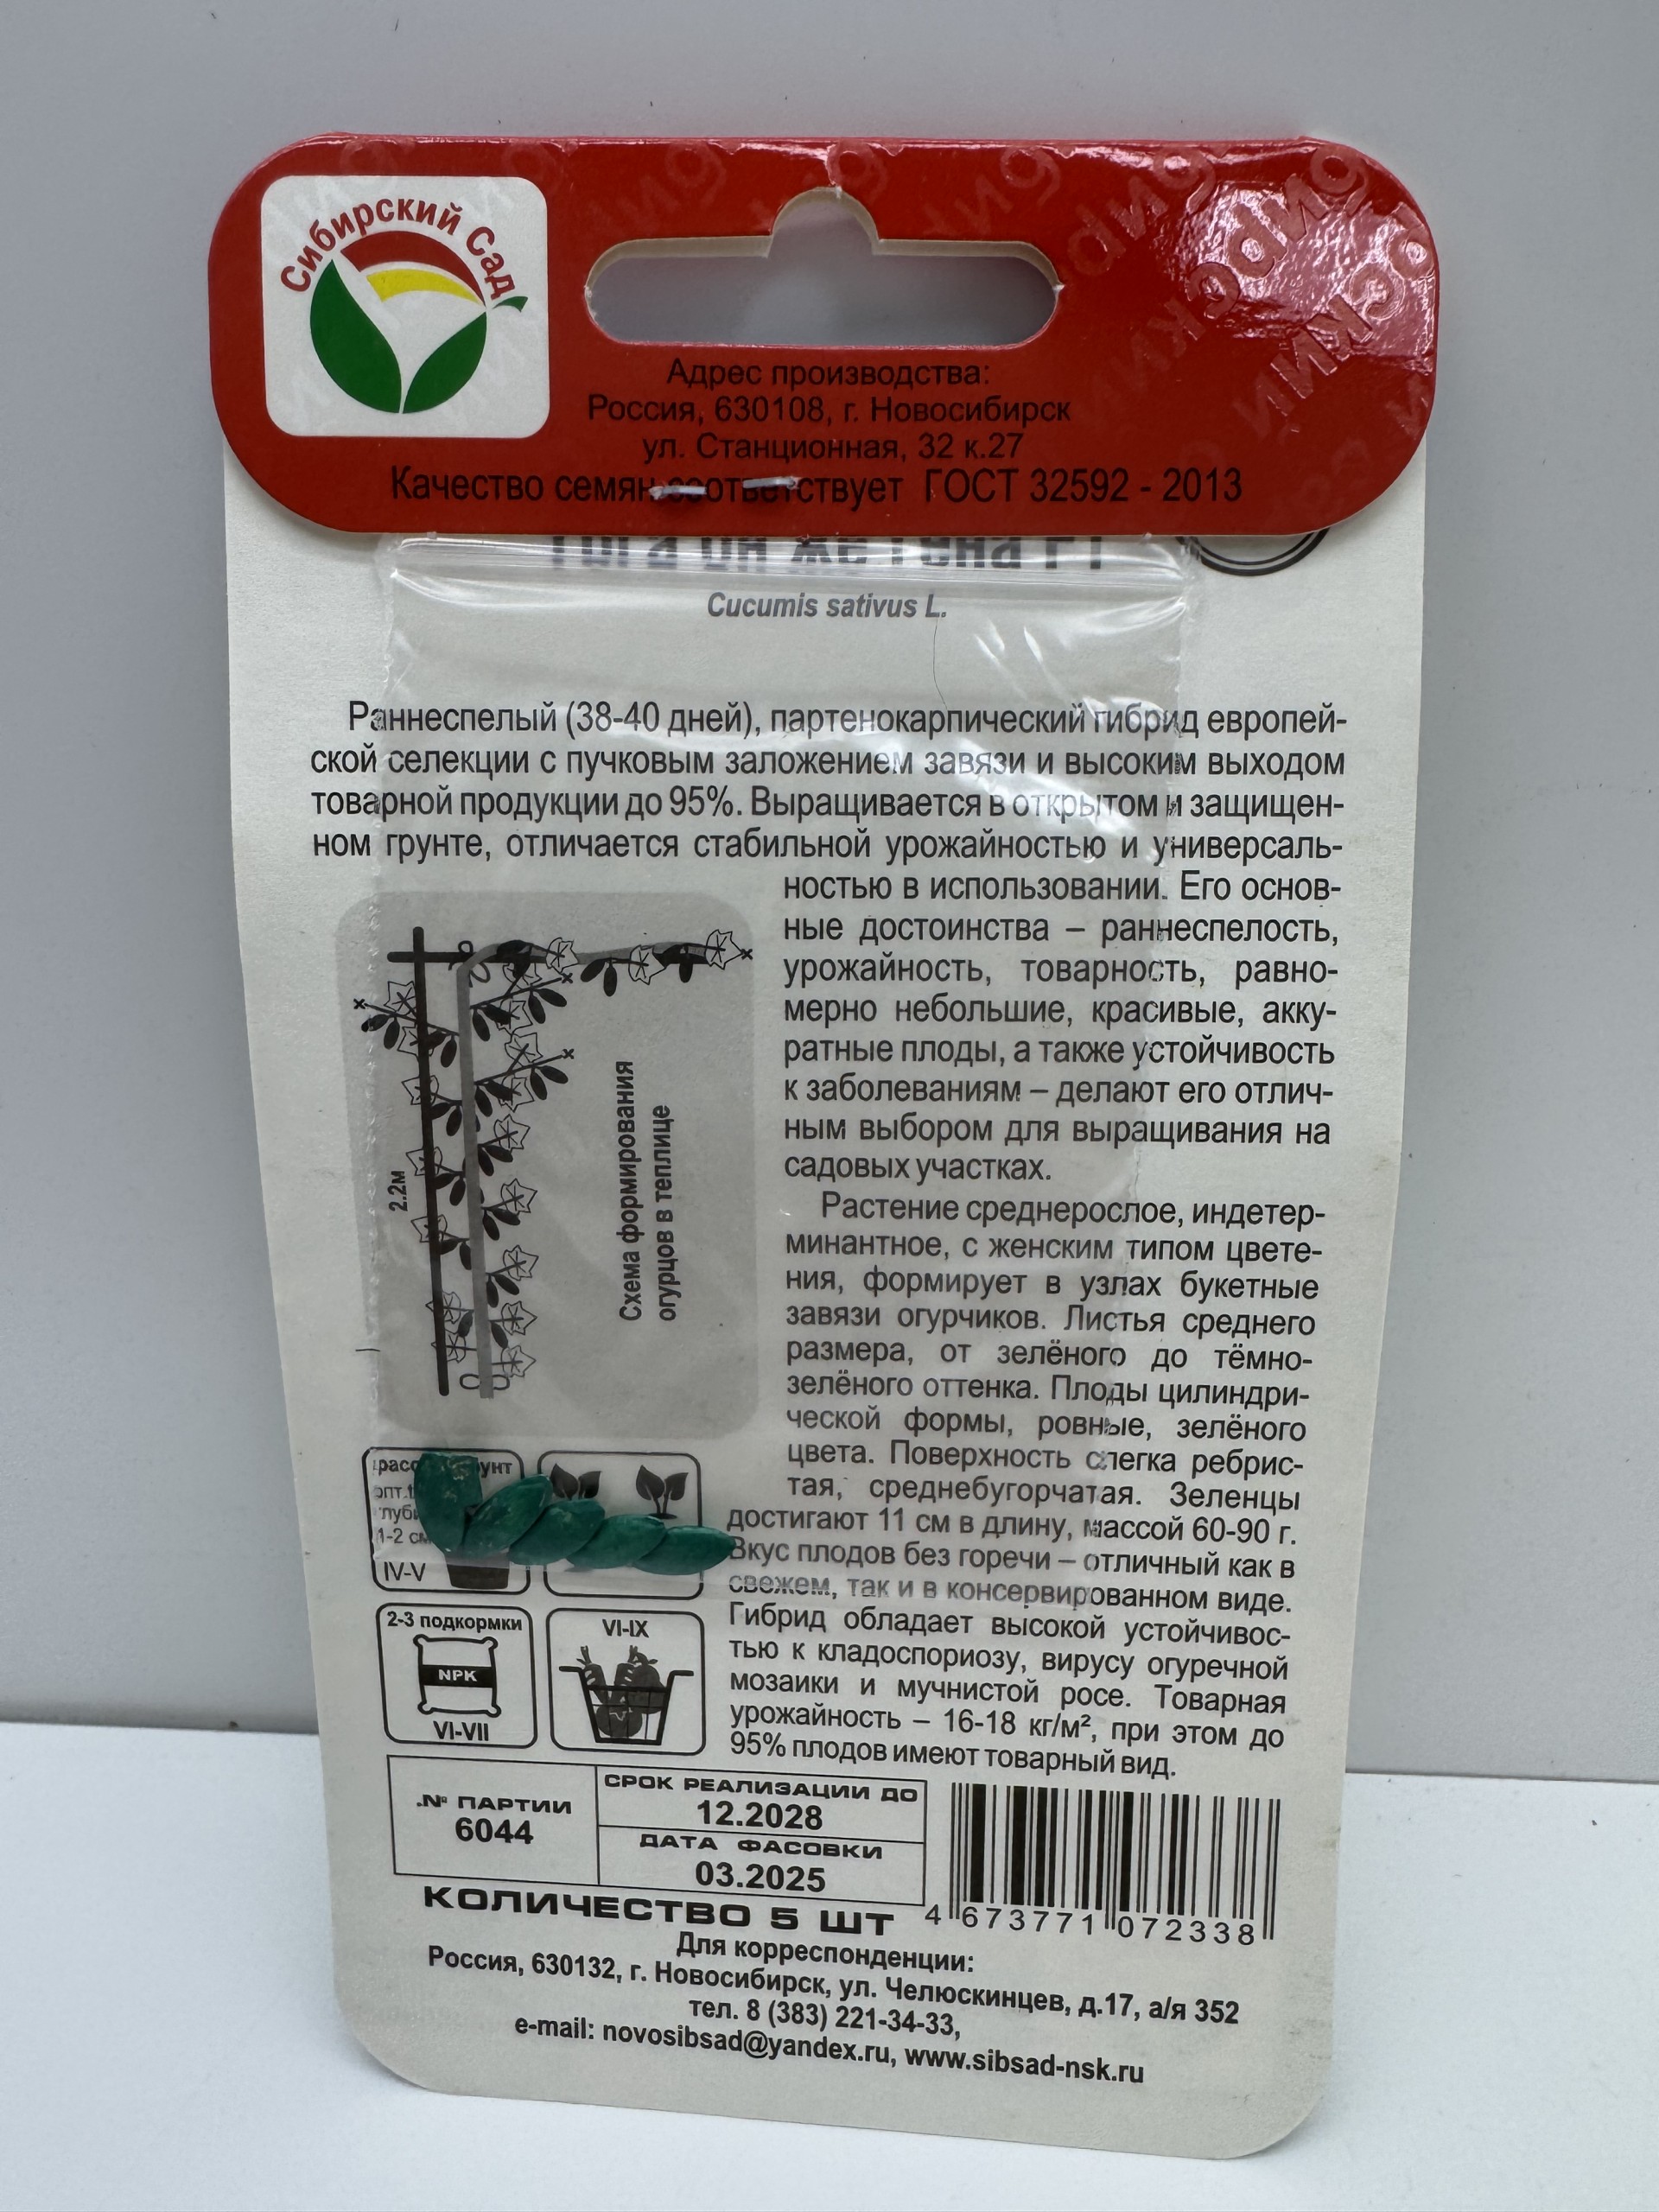 Сибирский Сад
Адрес производства:
Россия, 630108, г. Новосибирск
ул. Станционная, 32 к.27
Качество семян соответствует ГОСТ 32592 - 2013
Cucumis sativus L.
Раннеспелый (38-40 дней), партенокарпический гибрид европей-
ской селекции с пучковым заложением завязи и высоким выходом
товарной продукции до 95%. Выращивается в открытом и защищен-
ном грунте, отличается стабильной урожайностью и универсаль-
ностью в использовании. Его основ-
ные достоинства – раннеспелость,
урожайность, товарность, равно-
мерно небольшие, красивые, акку-
ратные плоды, а также устойчивость
к заболеваниям – делают его отлич-
ным выбором для выращивания на
садовых участках.
Растение среднерослое, индетер-
минантное, с женским типом цвете-
ния, формирует в узлах букетные
завязи огурчиков. Листья среднего
размера, от зелёного до тёмно-
зелёного оттенка. Плоды цилиндри-
ческой формы, ровные, зелёного
цвета. Поверхность слегка ребрис-
тая, среднебугорчатая. Зеленцы
достигают 11 см в длину, массой 60-90 г.
Вкус плодов без горечи – отличный как в
свежем, так и в консервированном виде.
Гибрид обладает высокой устойчивос-
тью к кладоспориозу, вирусу огуречной
мозаики и мучнистой росе. Товарная
урожайность – 16-18 кг/м², при этом до
95% плодов имеют товарный вид.
2.2м
Схема формирования
огурцов в теплице
1-2 см
IV-V
2-3 подкормки
NPK
VI-VII
VI-IX
№ ПАРТИИ
6044
СРОК РЕАЛИЗАЦИИ ДО
12.2028
ДАТА ФАСОВКИ
03.2025
КОЛИЧЕСТВО 5 ШТ
4 673771 072338
Для корреспонденции:
Россия, 630132, г. Новосибирск, ул. Челюскинцев, д.17, а/я 352
тел. 8 (383) 221-34-33,
e-mail: novosibsad@yandex.ru, www.sibsad-nsk.ru